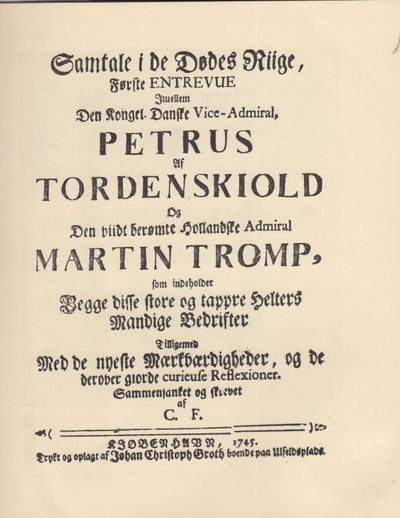 Samtale i de Dødes Riige,
Første ENTREVUE
Imellem
Den Kongel. Danske Vice-Admiral,
PETRUS
Af
TORDENSKIOLD
Og
Den viidt berømte Hollandske Admiral
MARTIN TROMP,
som indeholder
Begge disse store og tappre Helters
Mandige Bedrifter
Tilligemed
Med de nyeste Mærkværdigheder, og de
derover giorde curieuse Reflexioner.
Sammensanket og skrevet
af
C. F.
KIØBENHAVN, 1745.
Trykt og oplagt af Johan Christoph Groth boende paa Ulfeldsplads.